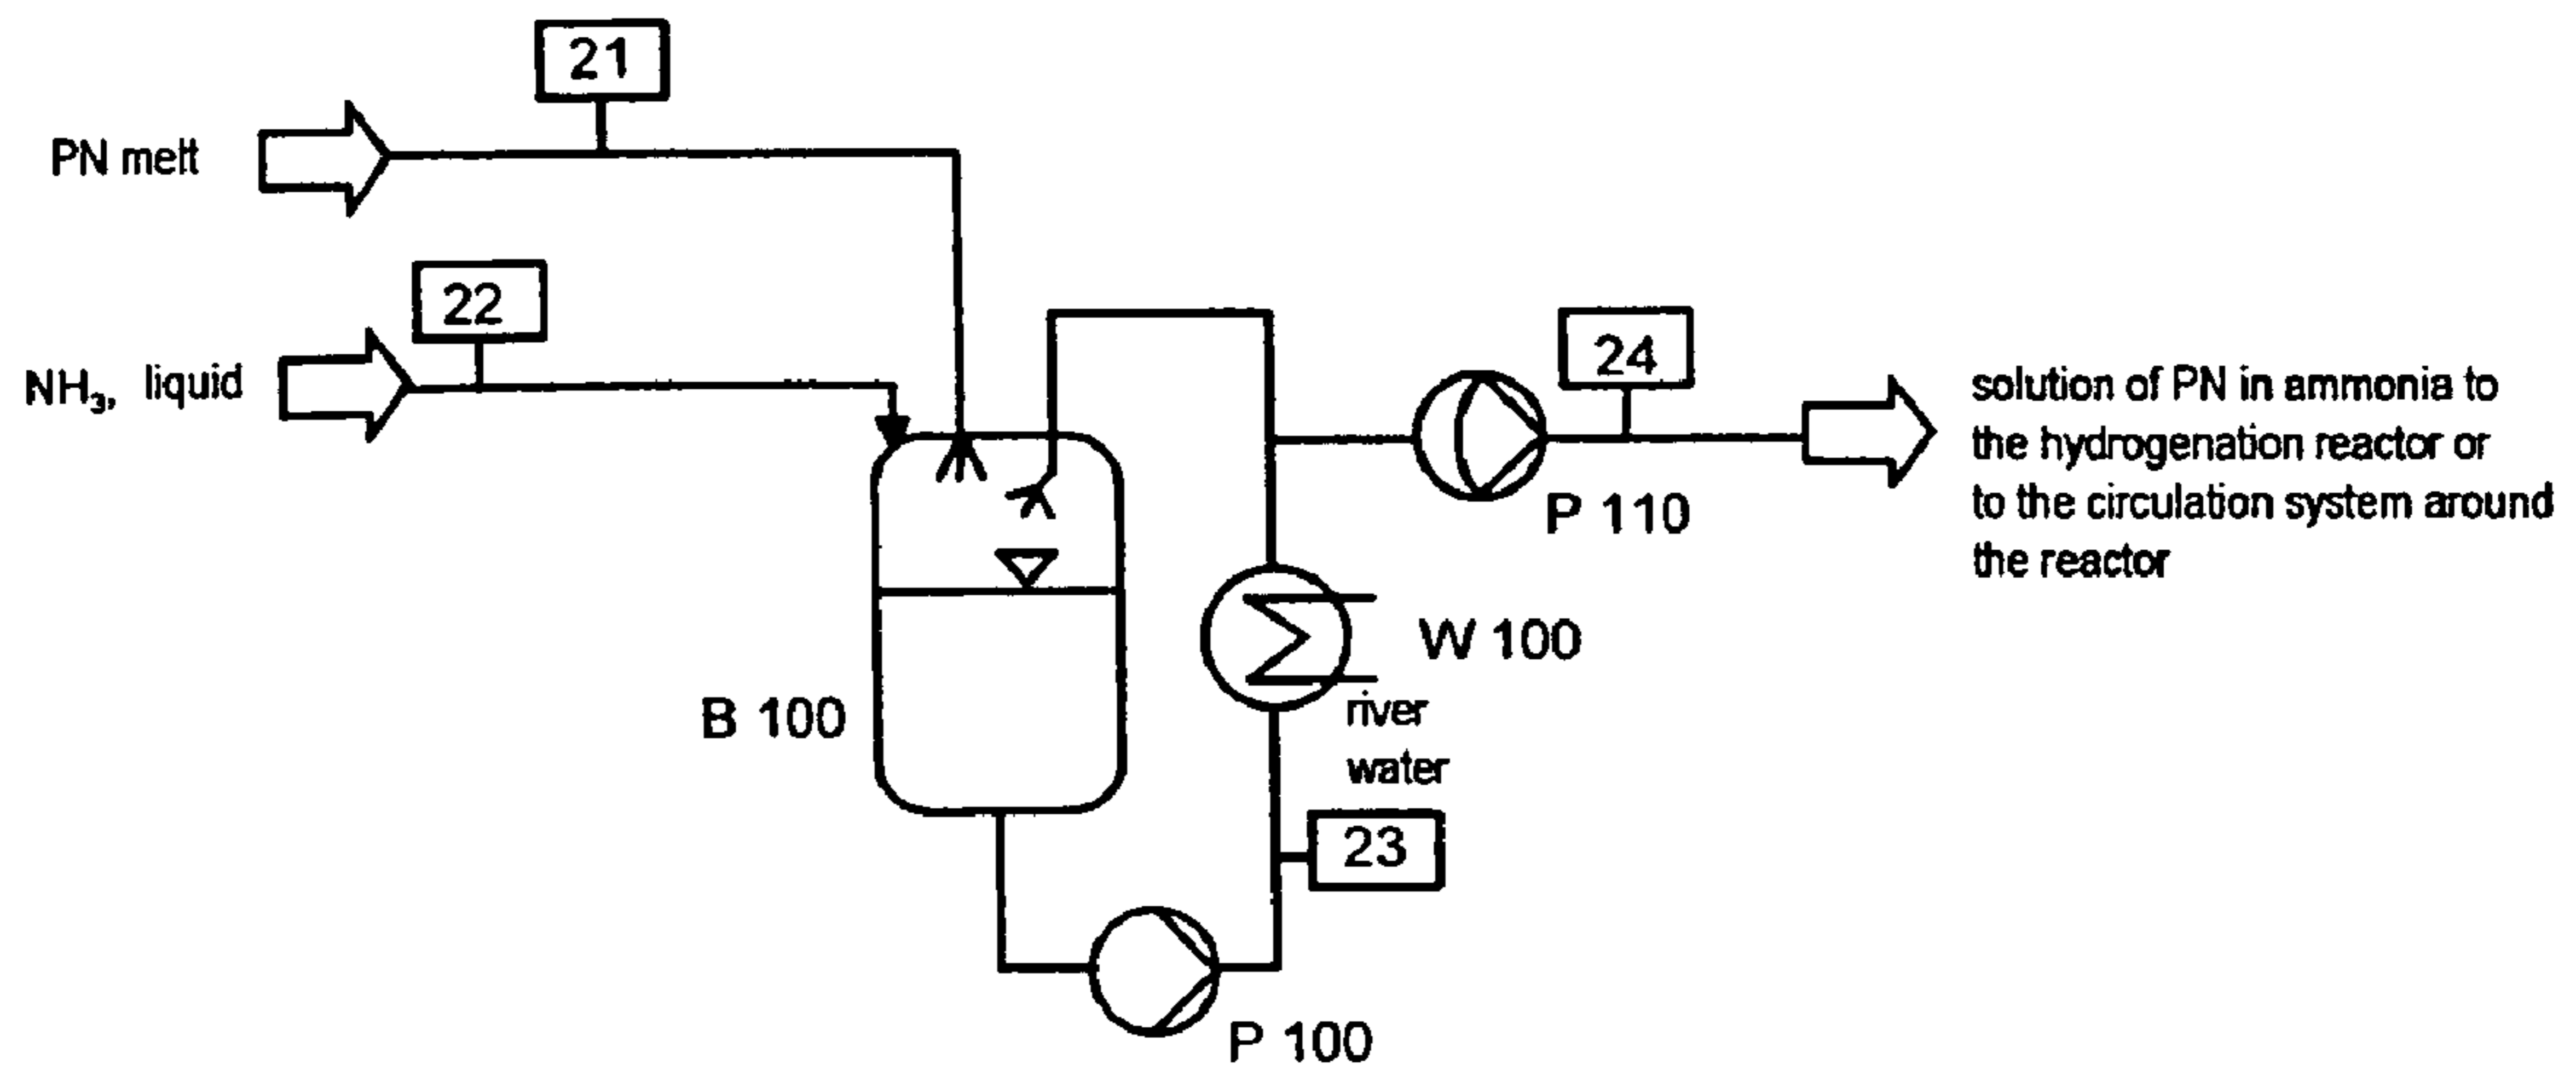 21
PN melt
22
NH₃, liquid
24
solution of PN in ammonia to
the hydrogenation reactor or
to the circulation system around
the reactor
P 110
W 100
river
water
B 100
23
P 100